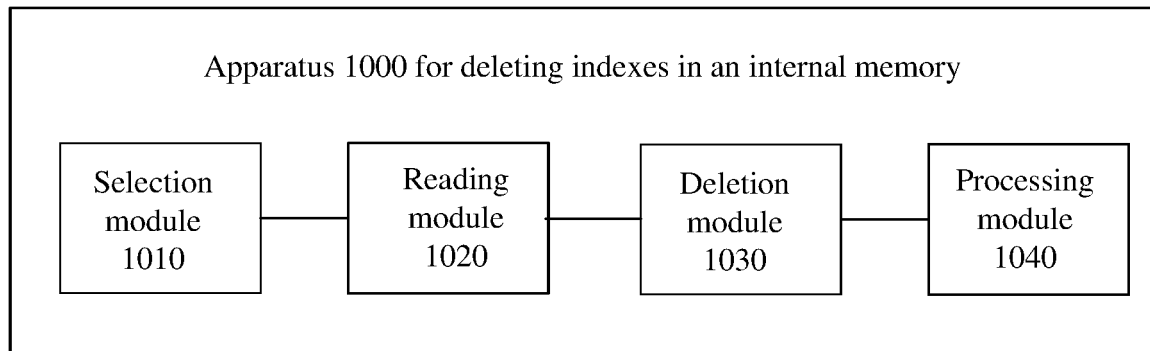 Apparatus 1000 for deleting indexes in an internal memory
Selection
module
1010
Reading
module
1020
Deletion
module
1030
Processing
module
1040